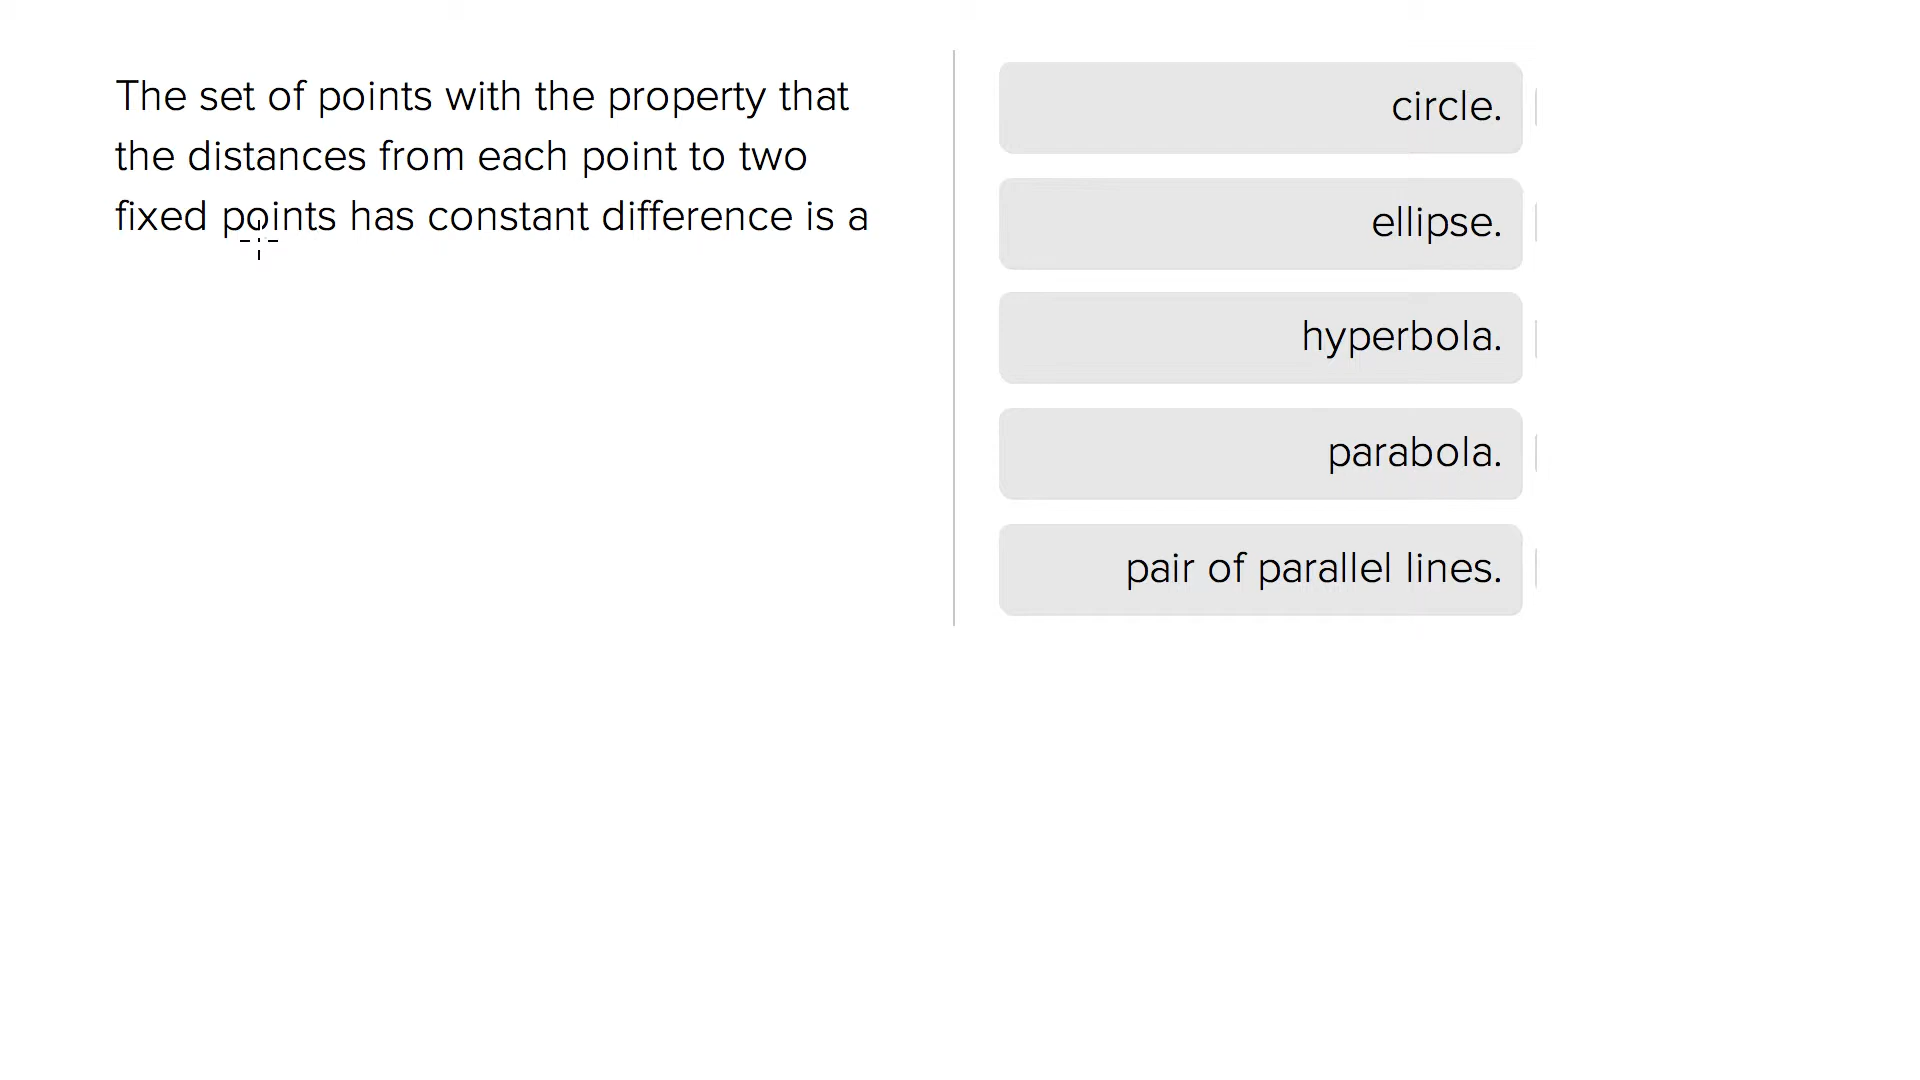 The set of points with the property that
the distances from each point to two
fixed points has constant difference is a
circle.
ellipse.
hyperbola.
parabola.
pair of parallel lines.